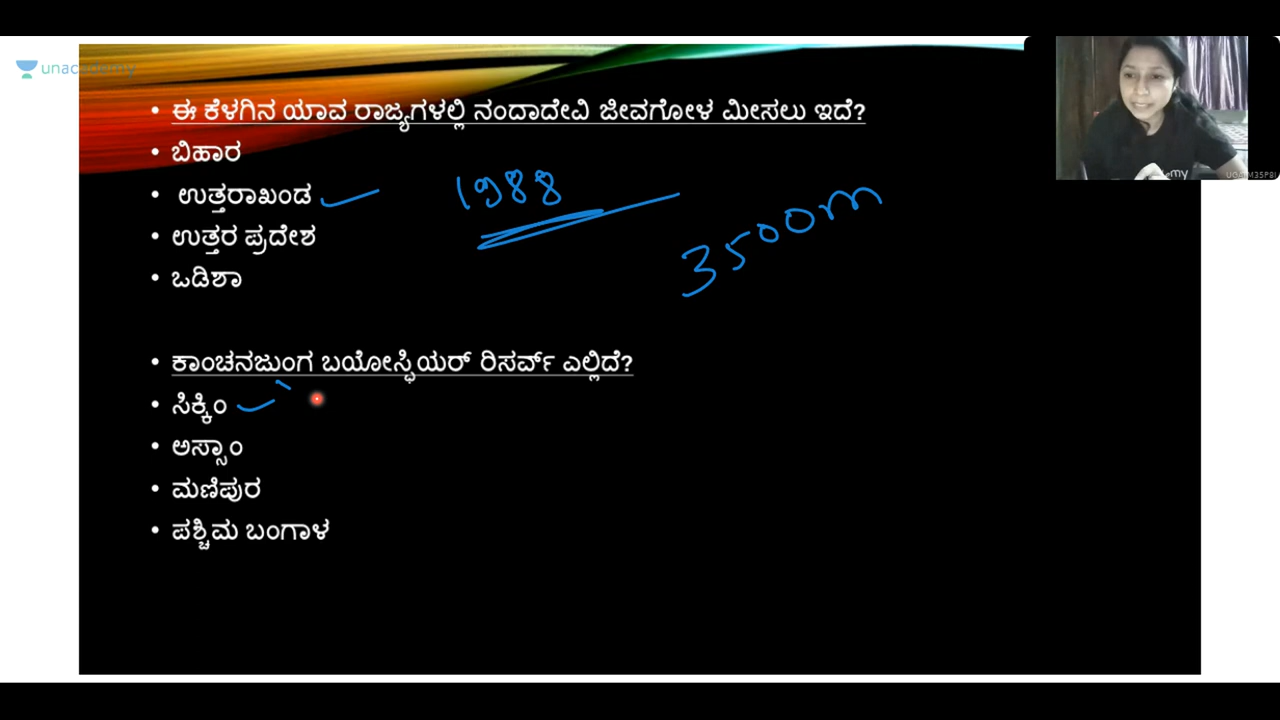 unacademy
• ಈ ಕೆಳಗಿನ ಯಾವ ರಾಜ್ಯಗಳಲ್ಲಿ ನಂದಾದೇವಿ ಜೀವಗೋಳ ಮೀಸಲು ಇದೆ?
• ಬಿಹಾರ
• ಉತ್ತರಾಖಂಡ
1988
• ಉತ್ತರ ಪ್ರದೇಶ
3500m
• ಒಡಿಶಾ
• ಕಾಂಚನಜುಂಗ ಬಯೋಸ್ಫಿಯರ್ ರಿಸರ್ವ್ ಎಲ್ಲಿದೆ?
• ಸಿಕ್ಕಿಂ
• ಅಸ್ಸಾಂ
• ಮಣಿಪುರ
• ಪಶ್ಚಿಮ ಬಂಗಾಳ